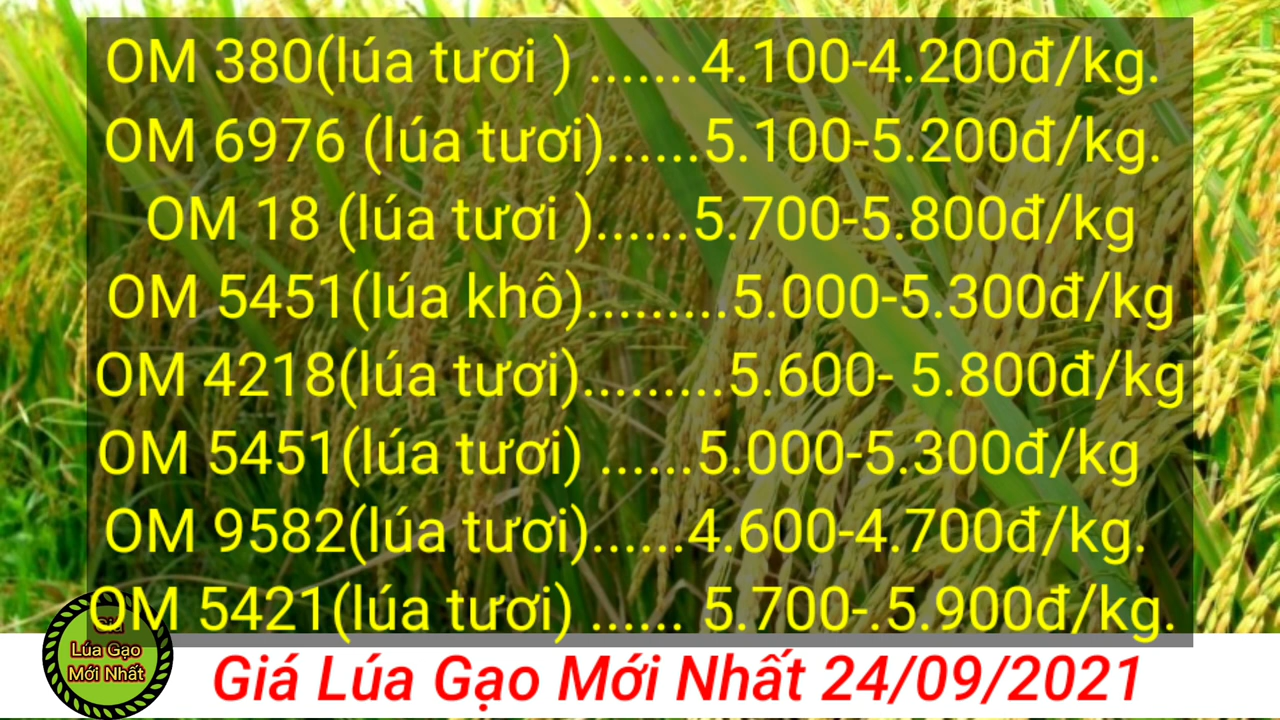 OM 380(lúa tươi ) .......4.100-4.200đ/kg.
OM 6976 (lúa tươi)......5.100-5.200đ/kg.
OM 18 (lúa tươi )......5.700-5.800đ/kg
OM 5451(lúa khô).........5.000-5.300đ/kg
OM 4218(lúa tươi).........5.600- 5.800đ/kg
OM 5451(lúa tươi) ......5.000-5.300đ/kg
OM 9582(lúa tươi)......4.600-4.700đ/kg.
OM 5421(lúa tươi) ...... 5.700-.5.900đ/kg.
Giá
Lúa Gạo
Mới Nhất
Giá Lúa Gạo Mới Nhất 24/09/2021